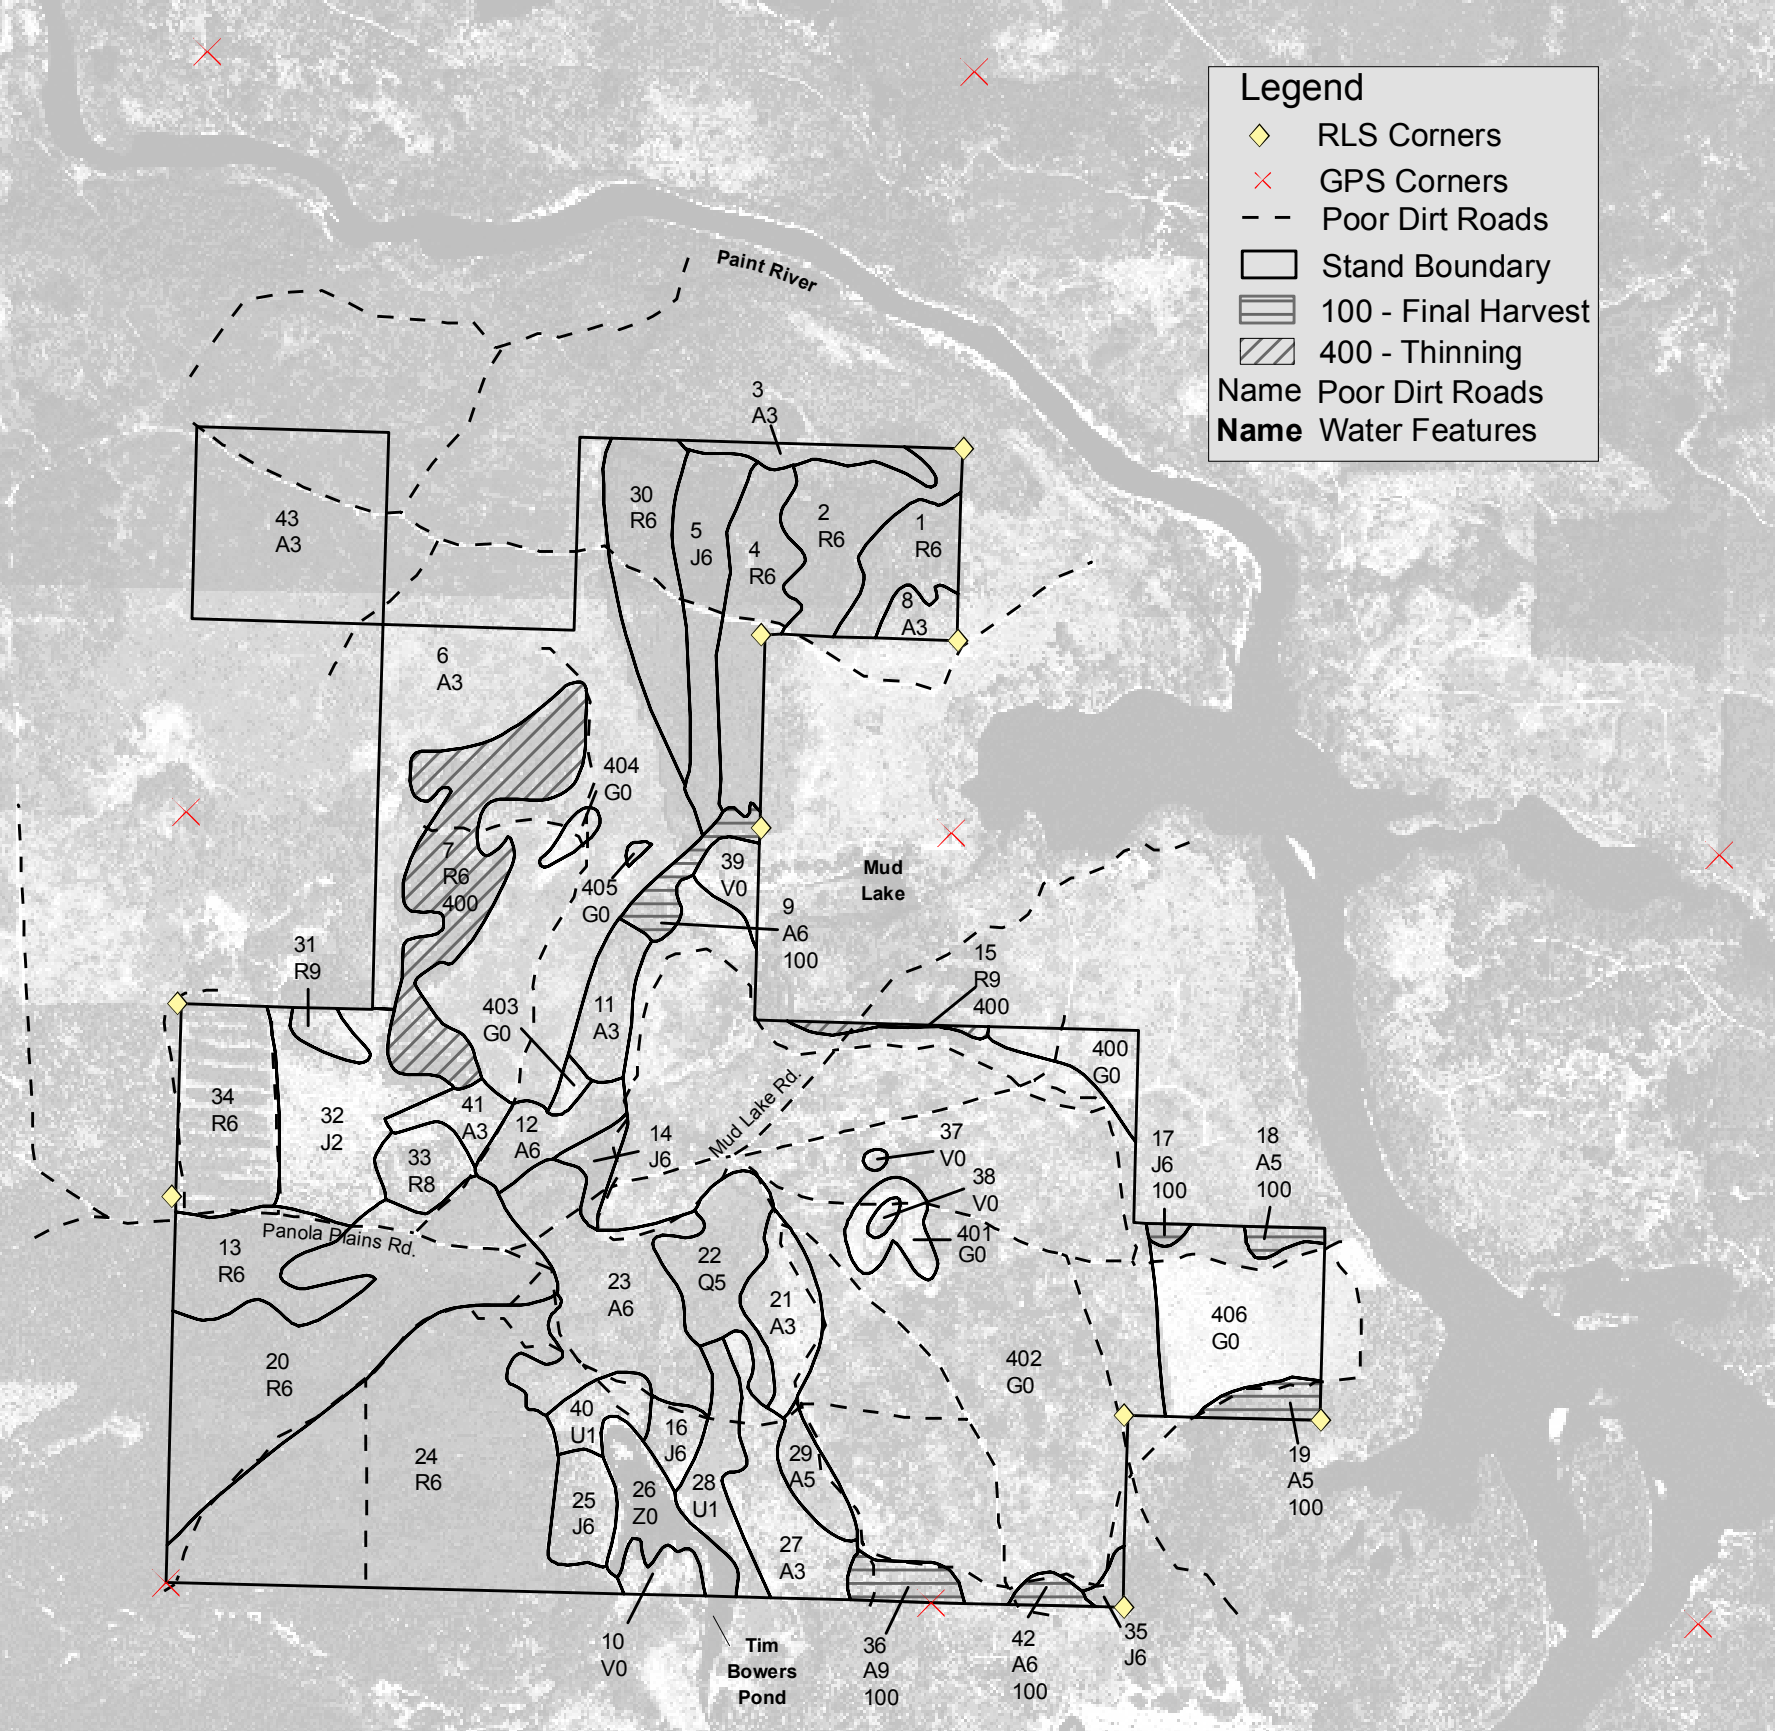 Legend
RLS Corners
GPS Corners
Poor Dirt Roads
Stand Boundary
100 - Final Harvest
400 - Thinning
Name Poor Dirt Roads
Name Water Features
Paint River
3
A3
30
R6
5
J6
4
R6
2
R6
1
R6
8
A3
43
A3
6
A3
404
G0
7
R6
400
405
G0
39
V0
Mud
Lake
9
A6
100
31
R9
15
R9
400
403
G0
11
A3
400
G0
34
R6
32
J2
41
A3
12
A6
33
R8
14
J6
Mud Lake Rd.
37
V0
38
V0
17
J6
100
18
A5
100
401
G0
Panola Plains Rd.
13
R6
22
Q5
23
A6
21
A3
406
G0
20
R6
402
G0
40
U1
16
J6
24
R6
29
A5
19
A5
100
25
J6
26
Z0
28
U1
27
A3
10
V0
Tim
Bowers
Pond
36
A9
100
42
A6
100
35
J6